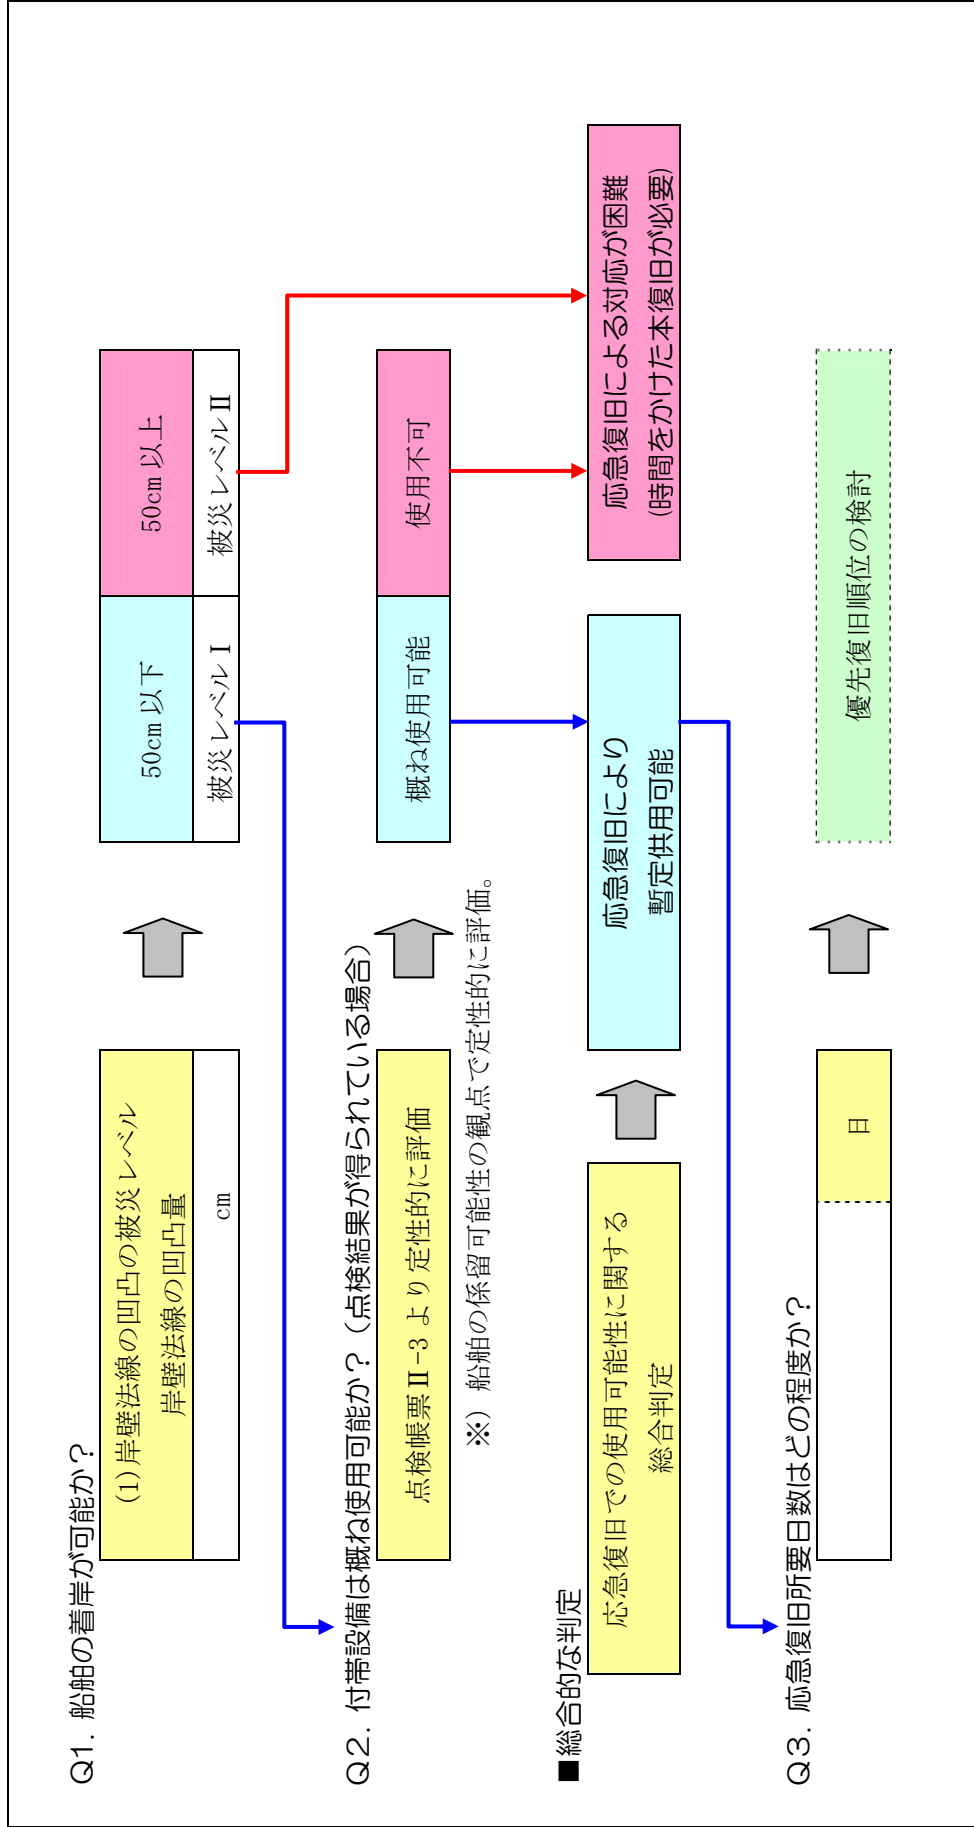 Q1. 船舶の着岸が可能か？
(1)岸壁法線の凹凸の被災レベル
岸壁法線の凹凸量
cm
50cm 以下
50cm 以上
被災レベルⅠ
被災レベルⅡ
Q2. 付帯設備は概ね使用可能か？（点検結果が得られている場合）
点検帳票Ⅱ-3 より定性的に評価
概ね使用可能
使用不可
※）船舶の係留可能性の観点で定性的に評価。
■総合的な判定
応急復旧での使用可能性に関する
総合判定
応急復旧により
暫定供用可能
応急復旧による対応が困難
(時間をかけた本復旧が必要)
Q3. 応急復旧所要日数はどの程度か？
日
優先復旧順位の検討